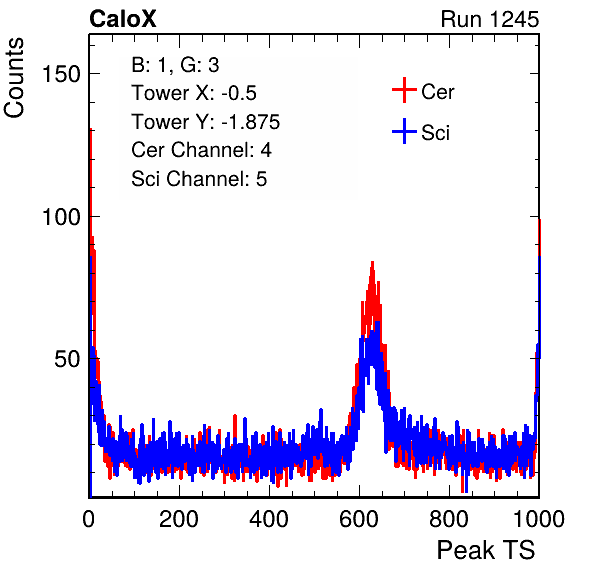 CaloX Run 1245
Counts
B: 1, G: 3
Tower X: -0.5
Tower Y: -1.875
Cer Channel: 4
Sci Channel: 5
Cer
Sci
150
100
50
0 200 400 600 800 1000
Peak TS